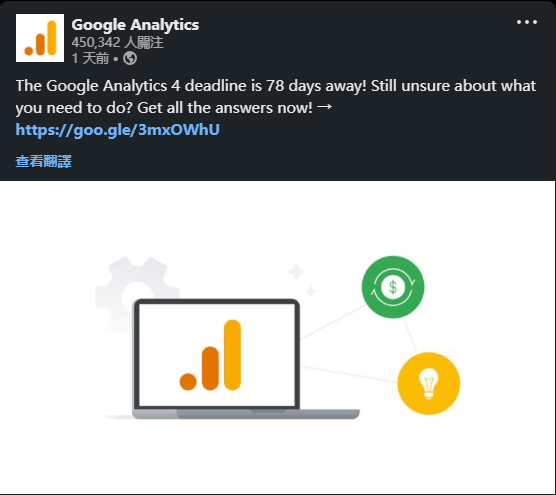 Google Analytics
450,342 人關注
1 天前 •
The Google Analytics 4 deadline is 78 days away! Still unsure about what
you need to do? Get all the answers now! →
https://goo.gle/3mxOWhU
查看翻譯
$